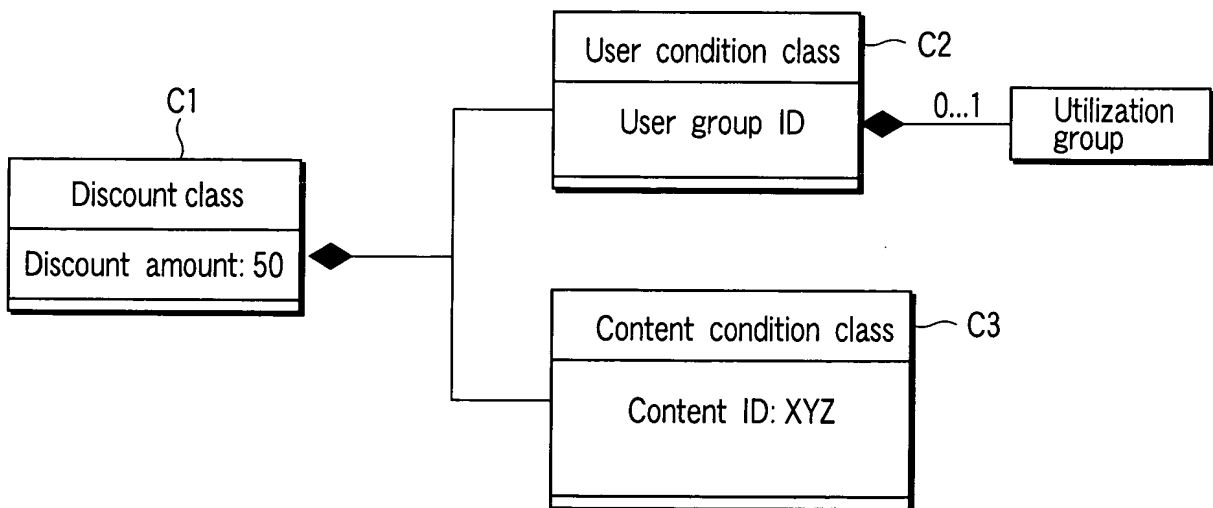 C1
Discount class
Discount amount: 50
User condition class
C2
User group ID
0...1
Utilization
group
Content condition class
C3
Content ID: XYZ